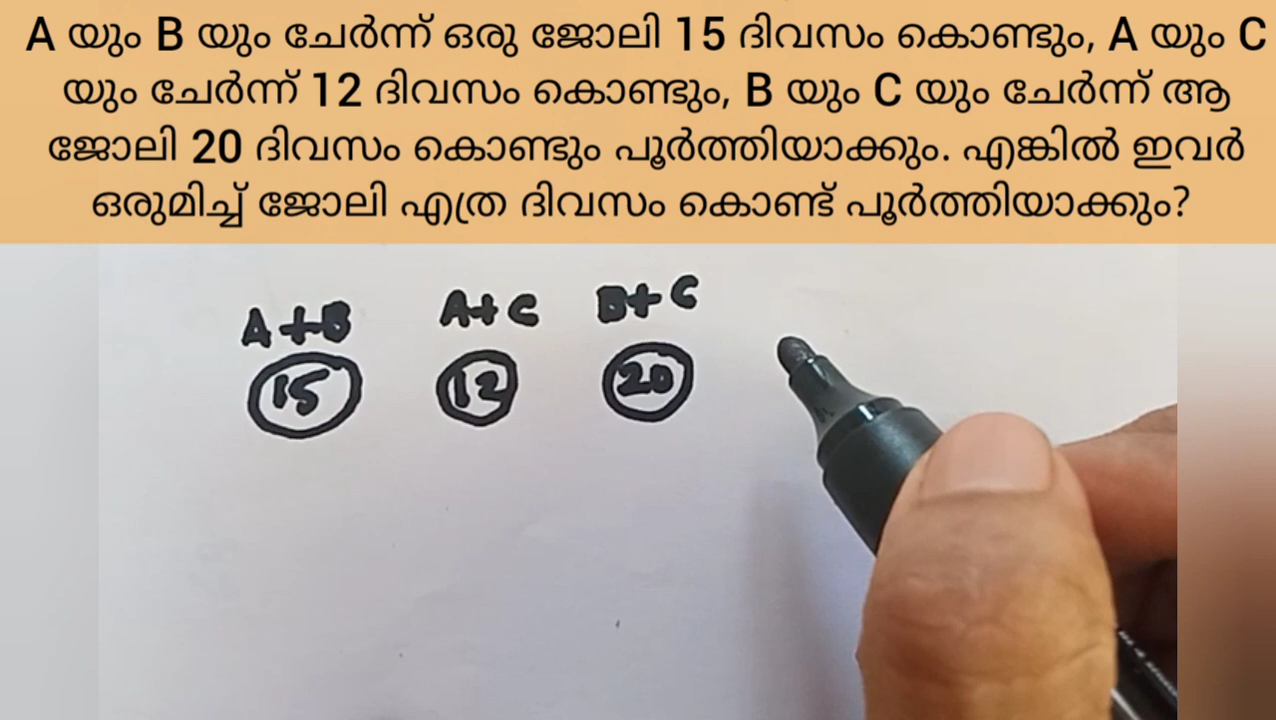 A യും B യും ചേർന്ന് ഒരു ജോലി 15 ദിവസം കൊണ്ടും, A യും C
യും ചേർന്ന് 12 ദിവസം കൊണ്ടും, B യും C യും ചേർന്ന് ആ
ജോലി 20 ദിവസം കൊണ്ടും പൂർത്തിയാക്കും. എങ്കിൽ ഇവർ
ഒരുമിച്ച് ജോലി എത്ര ദിവസം കൊണ്ട് പൂർത്തിയാക്കും?
A+B A+C B+C
15 12 20